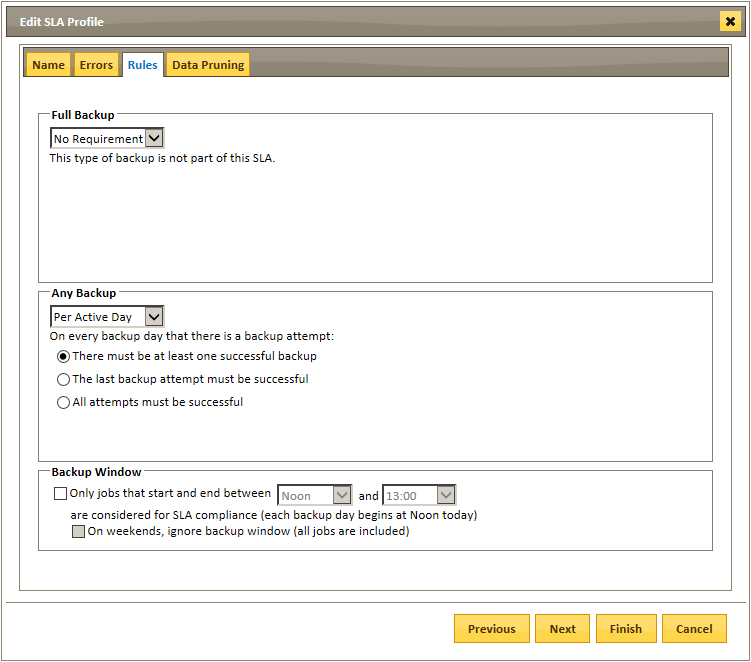 Edit SLA Profile
Name Errors Rules Data Pruning
Full Backup
No Requirement
This type of backup is not part of this SLA.
Any Backup
Per Active Day
On every backup day that there is a backup attempt:
There must be at least one successful backup
The last backup attempt must be successful
All attempts must be successful
Backup Window
Only jobs that start and end between Noon and 13:00
are considered for SLA compliance (each backup day begins at Noon today)
On weekends, ignore backup window (all jobs are included)
Previous Next Finish Cancel